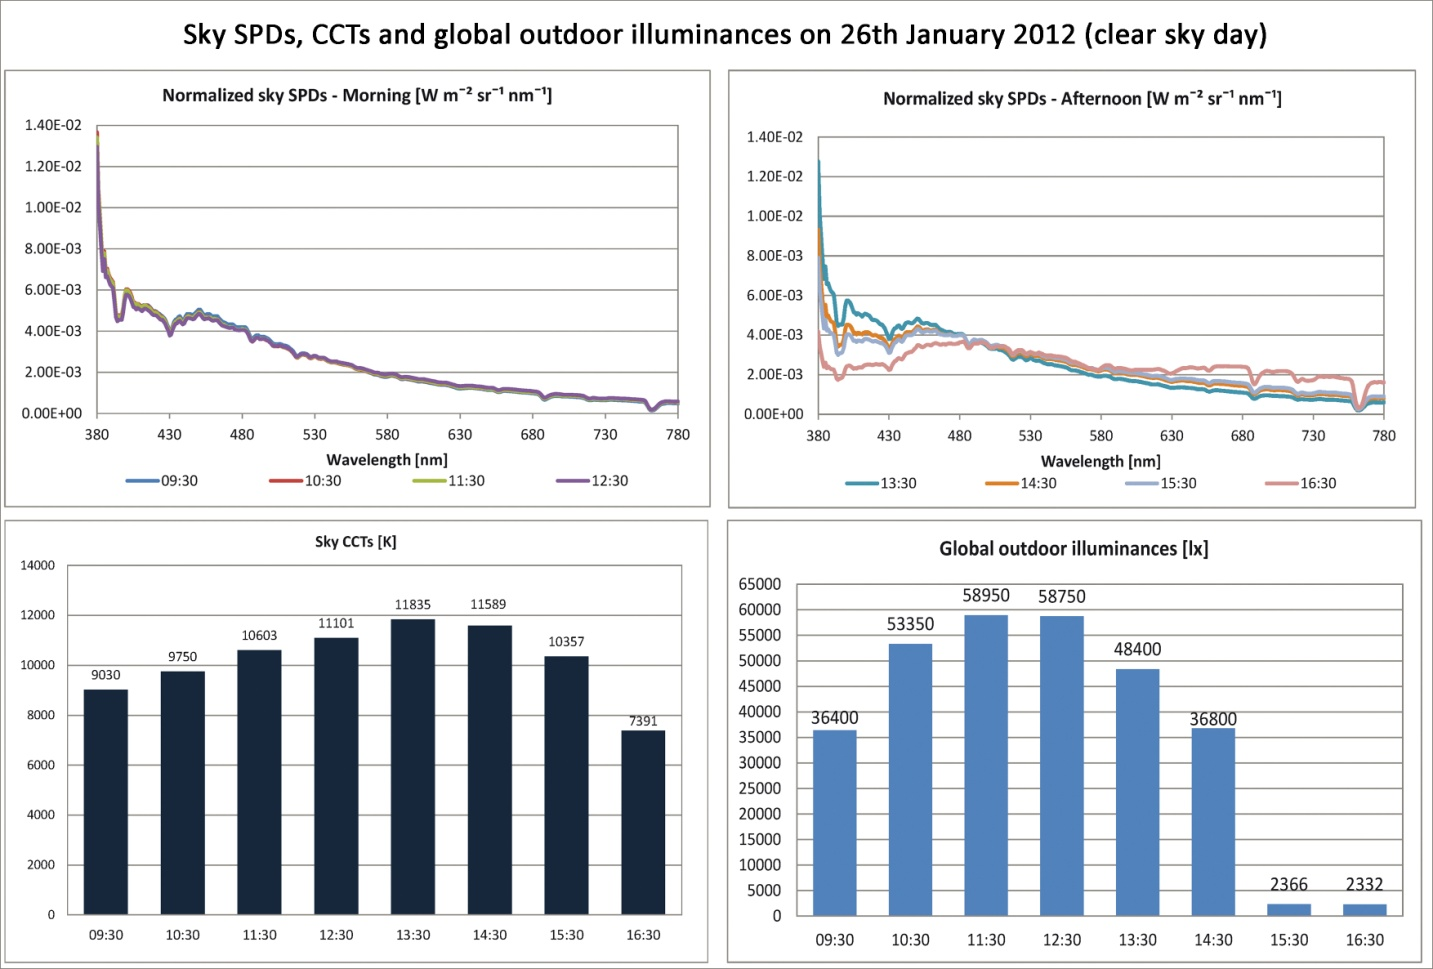 Sky SPDs, CCTs and global outdoor illuminances on 26th January 2012 (clear sky day)
Normalized sky SPDs - Morning [W m⁻² sr⁻¹ nm⁻¹]
1.40E-02
1.20E-02
1.00E-02
8.00E-03
6.00E-03
4.00E-03
2.00E-03
0.00E+00
380 430 480 530 580 630 680 730 780
Wavelength [nm]
09:30 10:30 11:30 12:30
Normalized sky SPDs - Afternoon [W m⁻² sr⁻¹ nm⁻¹]
1.40E-02
1.20E-02
1.00E-02
8.00E-03
6.00E-03
4.00E-03
2.00E-03
0.00E+00
380 430 480 530 580 630 680 730 780
Wavelength [nm]
13:30 14:30 15:30 16:30
Sky CCTs [K]
14000
12000
10000
8000
6000
4000
2000
0
9030 9750 10603 11101 11835 11589 10357 7391
09:30 10:30 11:30 12:30 13:30 14:30 15:30 16:30
Global outdoor illuminances [lx]
65000
60000
55000
50000
45000
40000
35000
30000
25000
20000
15000
10000
5000
0
36400 53350 58950 58750 48400 36800 2366 2332
09:30 10:30 11:30 12:30 13:30 14:30 15:30 16:30